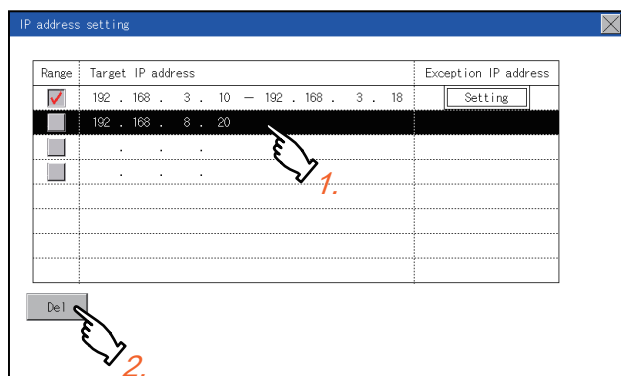 IP address setting
Range Target IP address Exception IP address
192 . 168 . 3 . 10 — 192 . 168 . 3 . 18 Setting
192 . 168 . 8 . 20
. . .
. . .
1.
Del
2.